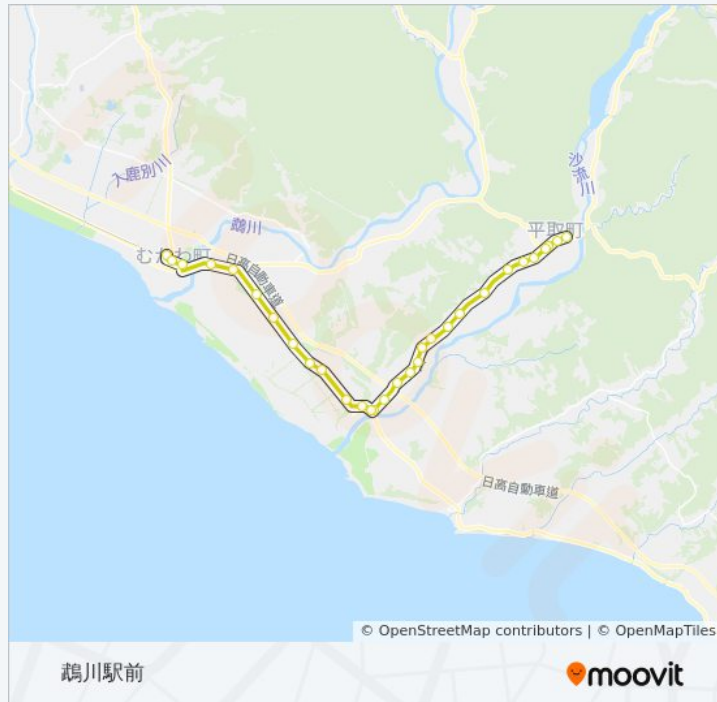 入鹿別川
沙流川
鵡川
平取町
むかわ町
日高自動車道
日高自動車道
© OpenStreetMap contributors | © OpenMapTiles
鵡川駅前
moovit